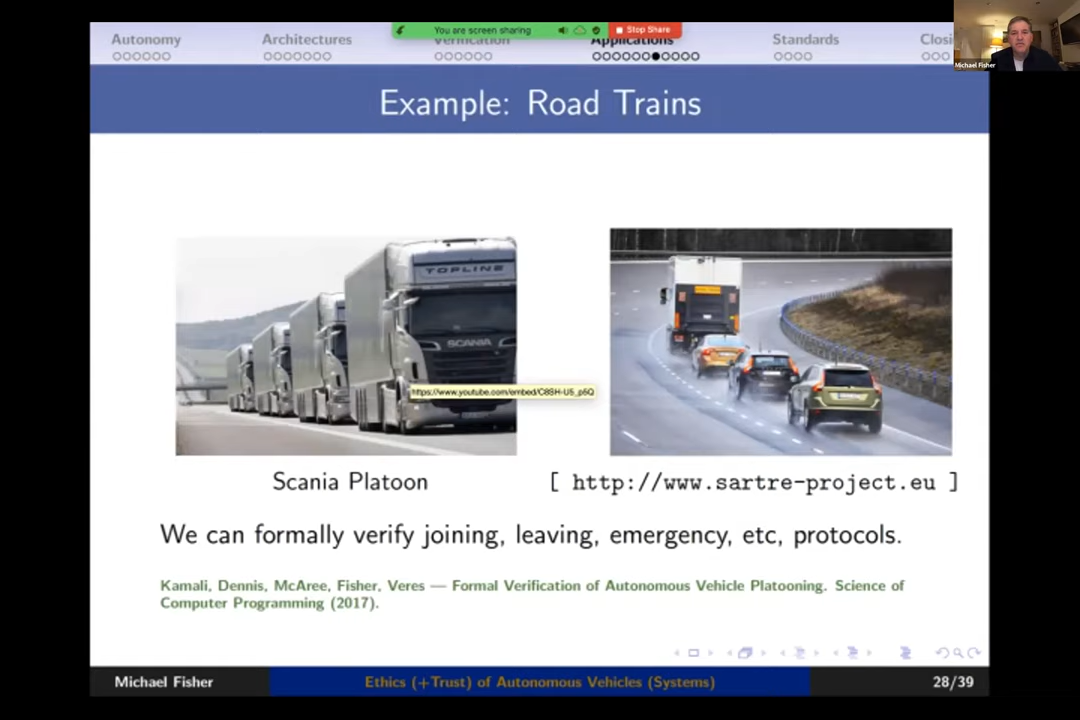 You are screen sharing
Stop Share
Autonomy
Architectures
Verification
Applications
Standards
Michael Fisher
Example: Road Trains
TOPLINE
SCANIA
https://www.youtube.com/embed/C8SH-U5_p6Q
Scania Platoon
[ http://www.sartre-project.eu ]
We can formally verify joining, leaving, emergency, etc, protocols.
Kamali, Dennis, McAree, Fisher, Veres — Formal Verification of Autonomous Vehicle Platooning. Science of
Computer Programming (2017).
Michael Fisher
Ethics (+Trust) of Autonomous Vehicles (Systems)
28/39